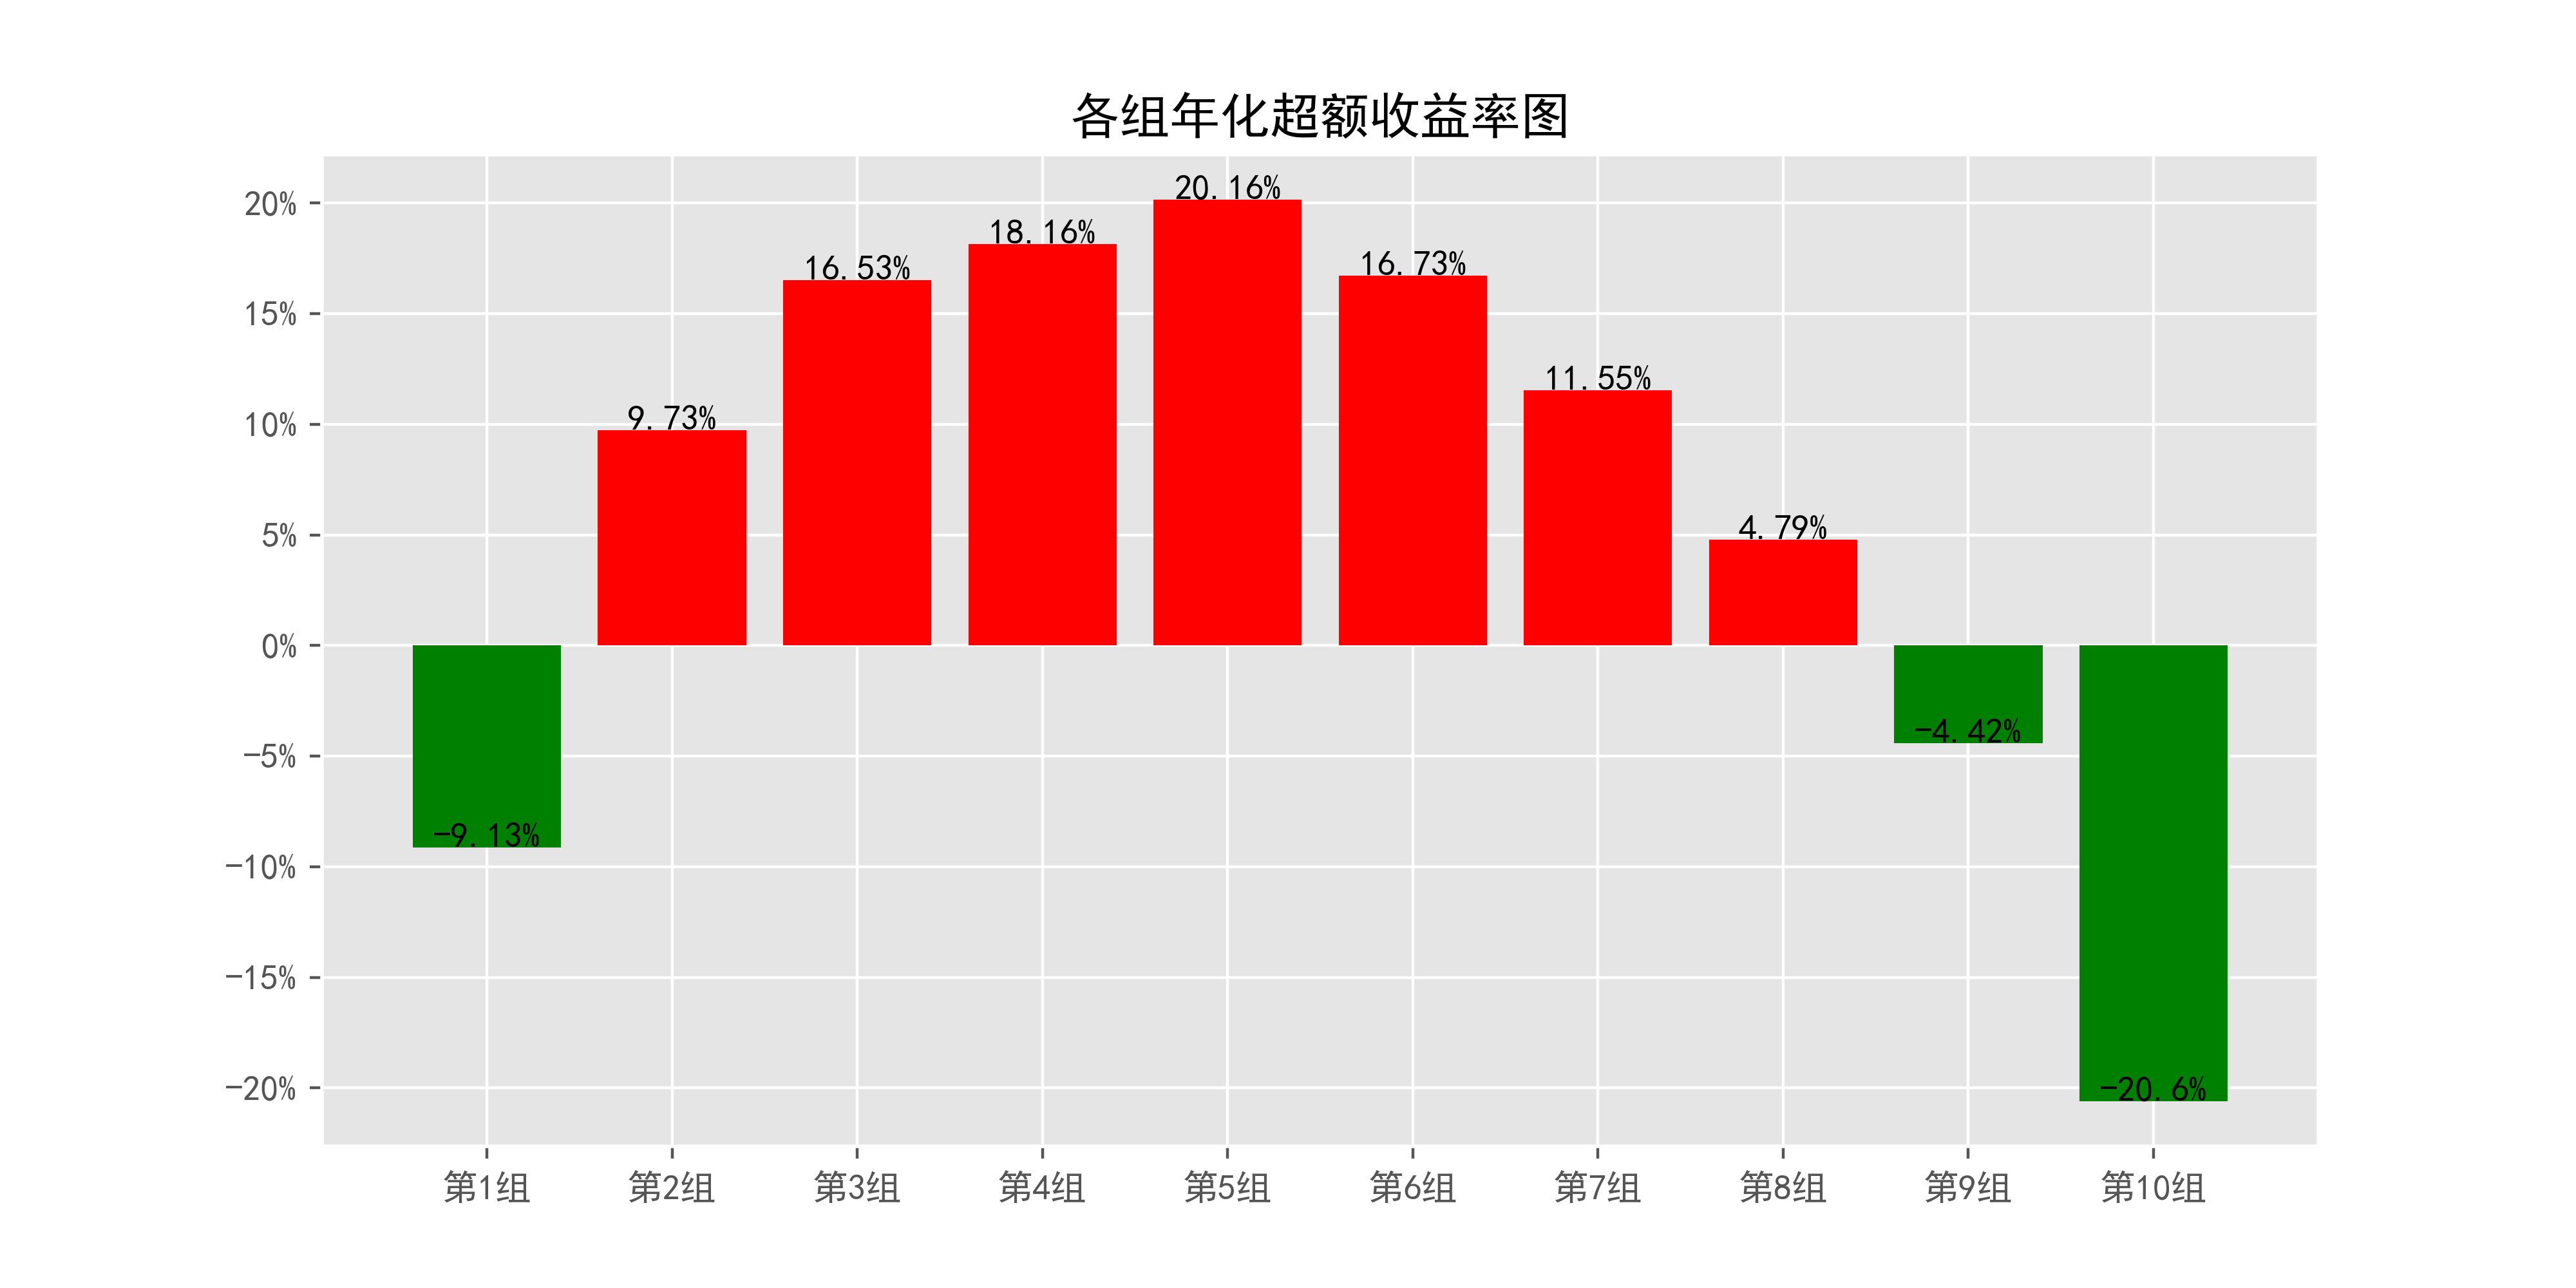 各组年化超额收益率图
20%
15%
10%
5%
0%
−5%
−10%
−15%
−20%
−9.13%
9.73%
16.53%
18.16%
20.16%
16.73%
11.55%
4.79%
−4.42%
−20.6%
第1组
第2组
第3组
第4组
第5组
第6组
第7组
第8组
第9组
第10组